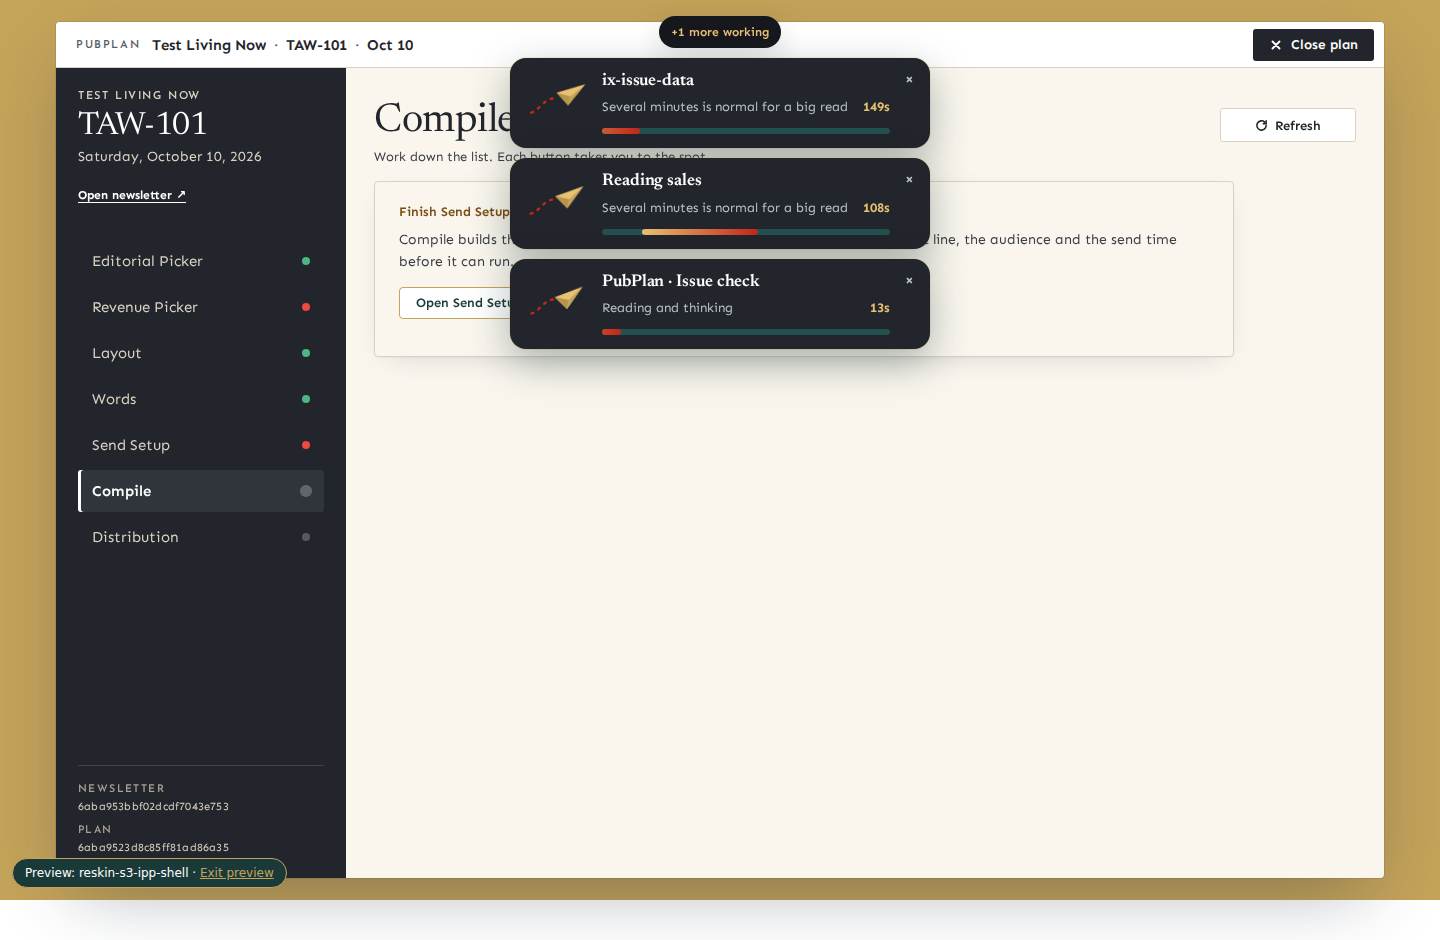 +1 more working
PUBPLAN Test Living Now · TAW-101 · Oct 10
Close plan
TEST LIVING NOW
TAW-101
Saturday, October 10, 2026
Open newsletter ↗
Editorial Picker
Revenue Picker
Layout
Words
Send Setup
Compile
Distribution
NEWSLETTER
6aba953bbf02dcdf7043e753
PLAN
6aba9523d8c85ff81ad86a35
Preview: reskin-s3-ipp-shell · Exit preview
Compile
Refresh
Work down the list. Each button takes you to the spot.
ix-issue-data
×
Several minutes is normal for a big read 149s
Reading sales
×
Several minutes is normal for a big read 108s
PubPlan · Issue check
×
Reading and thinking 13s
Finish Send Setup
Compile builds
line, the audience and the send time
before it can run.
Open Send